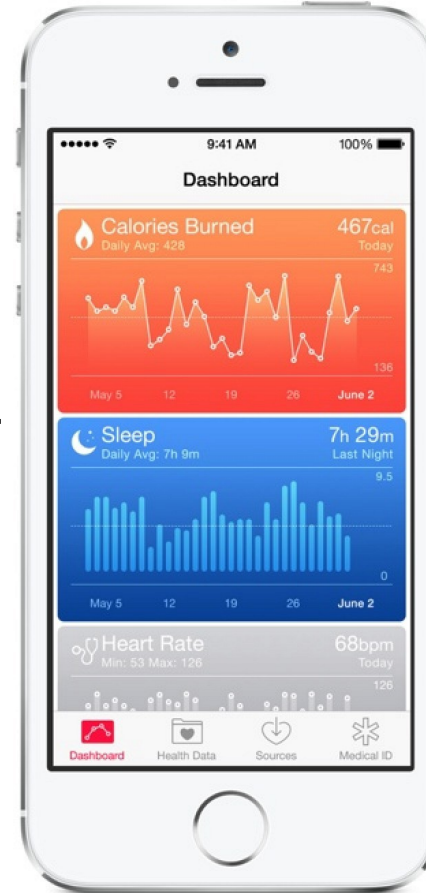 9:41 AM 100%
Dashboard
Calories Burned 467cal
Daily Avg: 428 Today
743
136
May 5 12 19 26 June 2
Sleep 7h 29m
Daily Avg: 7h 9m Last Night
9.5
0
May 5 12 19 26 June 2
Heart Rate 68bpm
Min: 53 Max: 126 Today
126
Dashboard Health Data Sources Medical ID